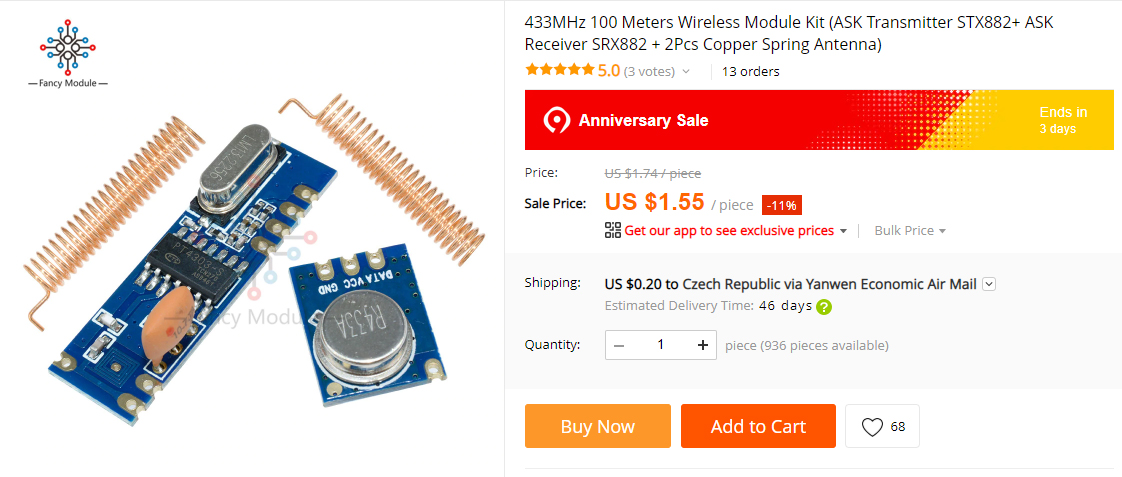 Fancy Module
LM132256
PT4303-S
R433A
DATA VCC GND
Fancy Module
433MHz 100 Meters Wireless Module Kit (ASK Transmitter STX882+ ASK
Receiver SRX882 + 2Pcs Copper Spring Antenna)
5.0 (3 votes)
13 orders
Anniversary Sale
Ends in
3 days
Price:
US $1.74 / piece
Sale Price:
US $1.55 / piece
-11%
Get our app to see exclusive prices
Bulk Price
Shipping:
US $0.20 to Czech Republic via Yanwen Economic Air Mail
Estimated Delivery Time: 46 days ?
Quantity:
− 1 +
piece (936 pieces available)
Buy Now
Add to Cart
68